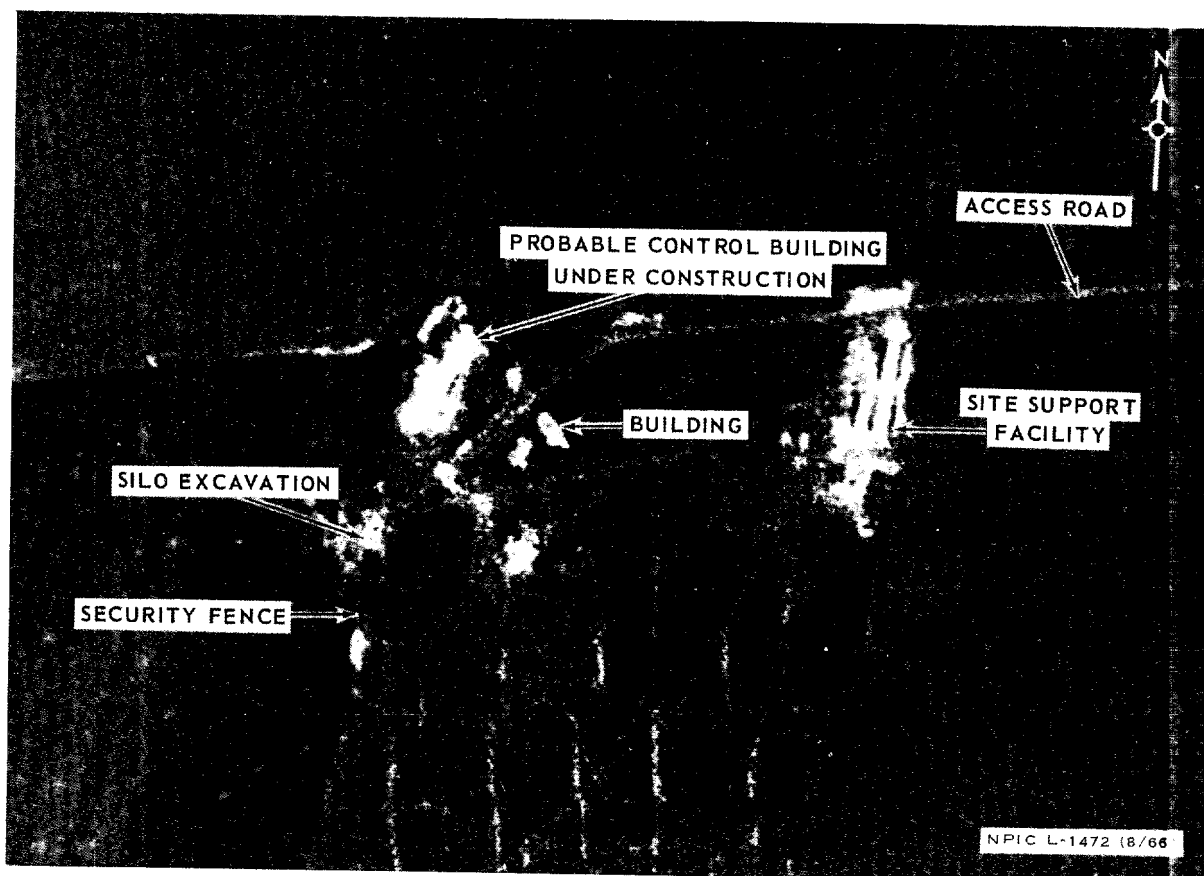 N
ACCESS ROAD
PROBABLE CONTROL BUILDING
UNDER CONSTRUCTION
BUILDING
SITE SUPPORT
FACILITY
SILO EXCAVATION
SECURITY FENCE
NPIC L-1472 (8/66